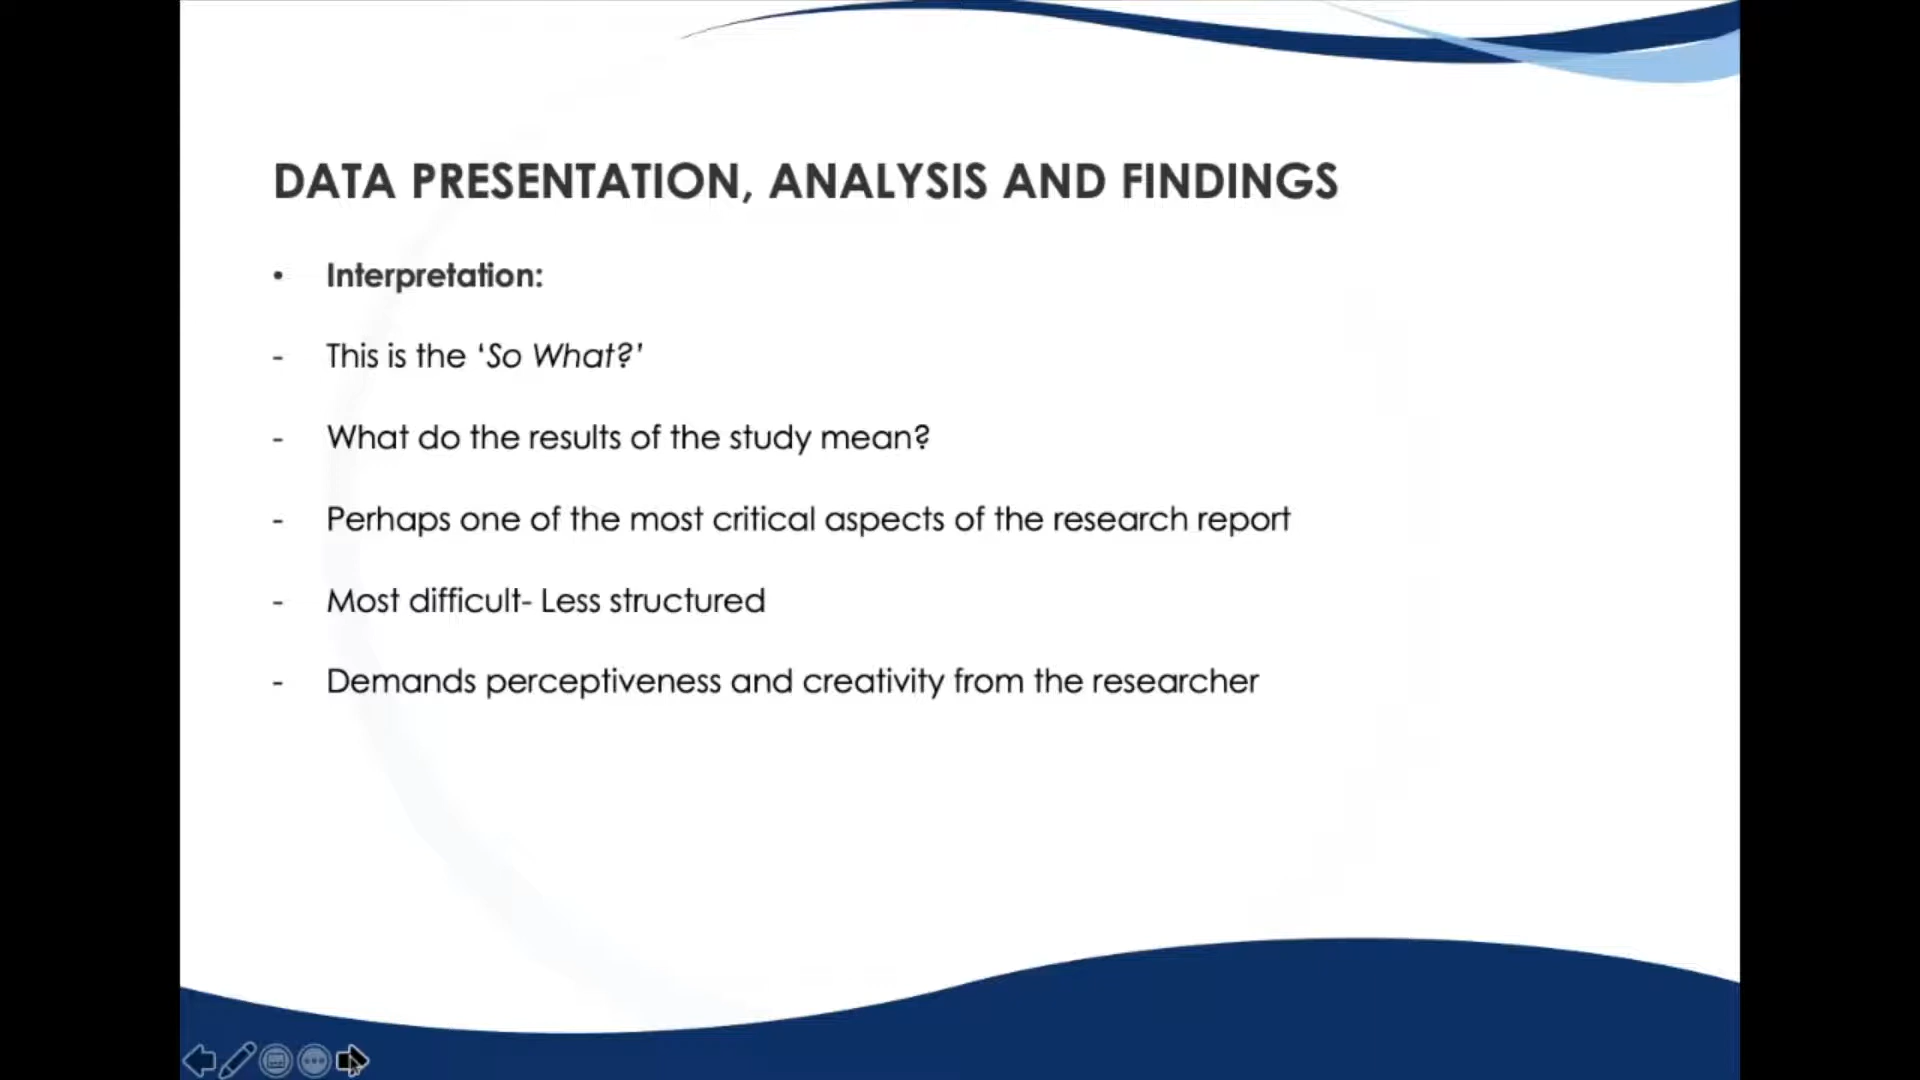 DATA PRESENTATION, ANALYSIS AND FINDINGS
• Interpretation:
- This is the ‘So What?’
- What do the results of the study mean?
- Perhaps one of the most critical aspects of the research report
- Most difficult- Less structured
- Demands perceptiveness and creativity from the researcher